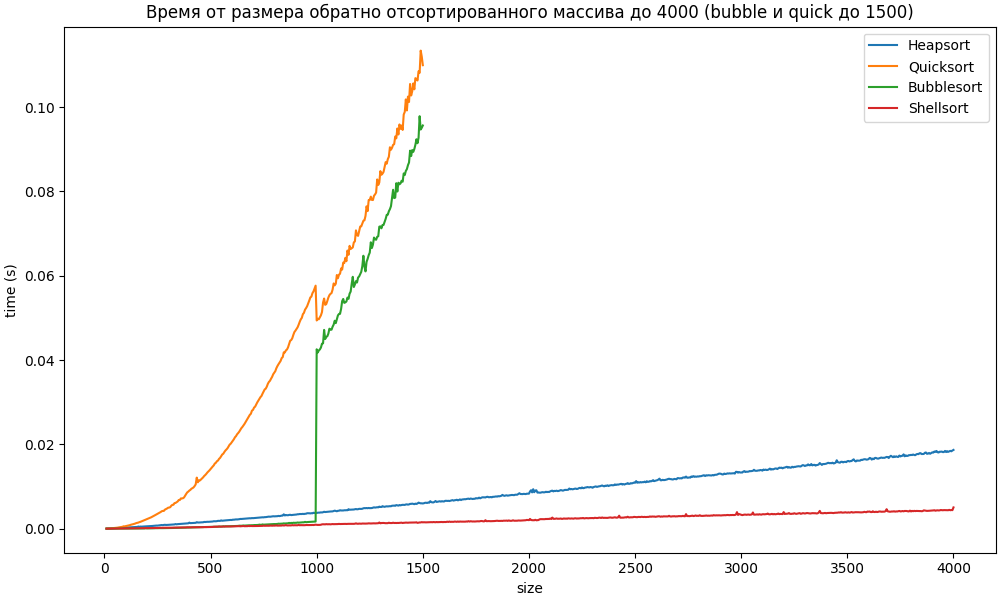 Время от размера обратно отсортированного массива до 4000 (bubble и quick до 1500)
Heapsort
Quicksort
Bubblesort
Shellsort
time (s)
0.10
0.08
0.06
0.04
0.02
0.00
0 500 1000 1500 2000 2500 3000 3500 4000
size